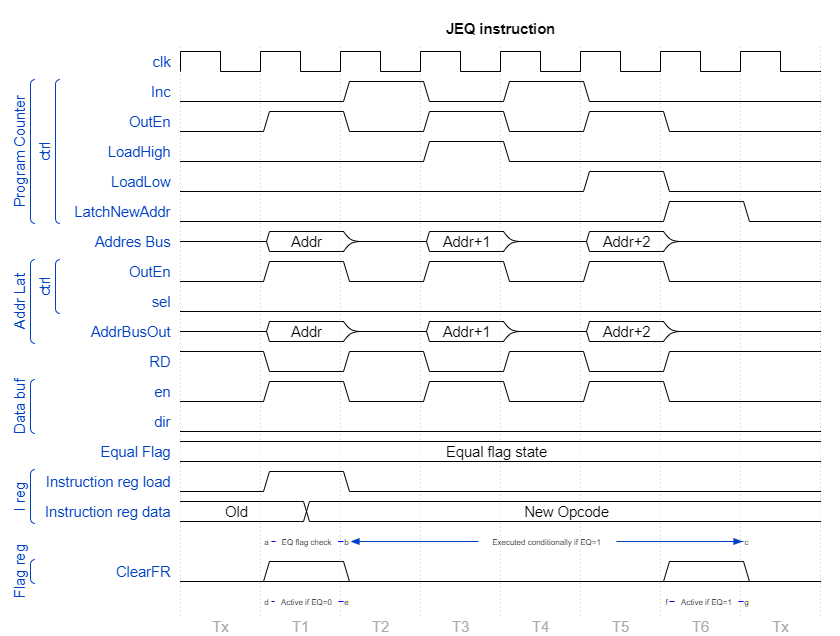 JEQ instruction
clk
Program Counter
ctrl
Inc
OutEn
LoadHigh
LoadLow
LatchNewAddr
Addres Bus Addr Addr+1 Addr+2
Addr Lat
ctrl
OutEn
sel
AddrBusOut Addr Addr+1 Addr+2
RD
Data buf
en
dir
Equal Flag Equal flag state
I reg
Instruction reg load
Instruction reg data Old New Opcode
a EQ flag check b Executed conditionally if EQ=1 c
Flag reg
ClearFR
d Active if EQ=0 e f Active if EQ=1 g
Tx T1 T2 T3 T4 T5 T6 Tx